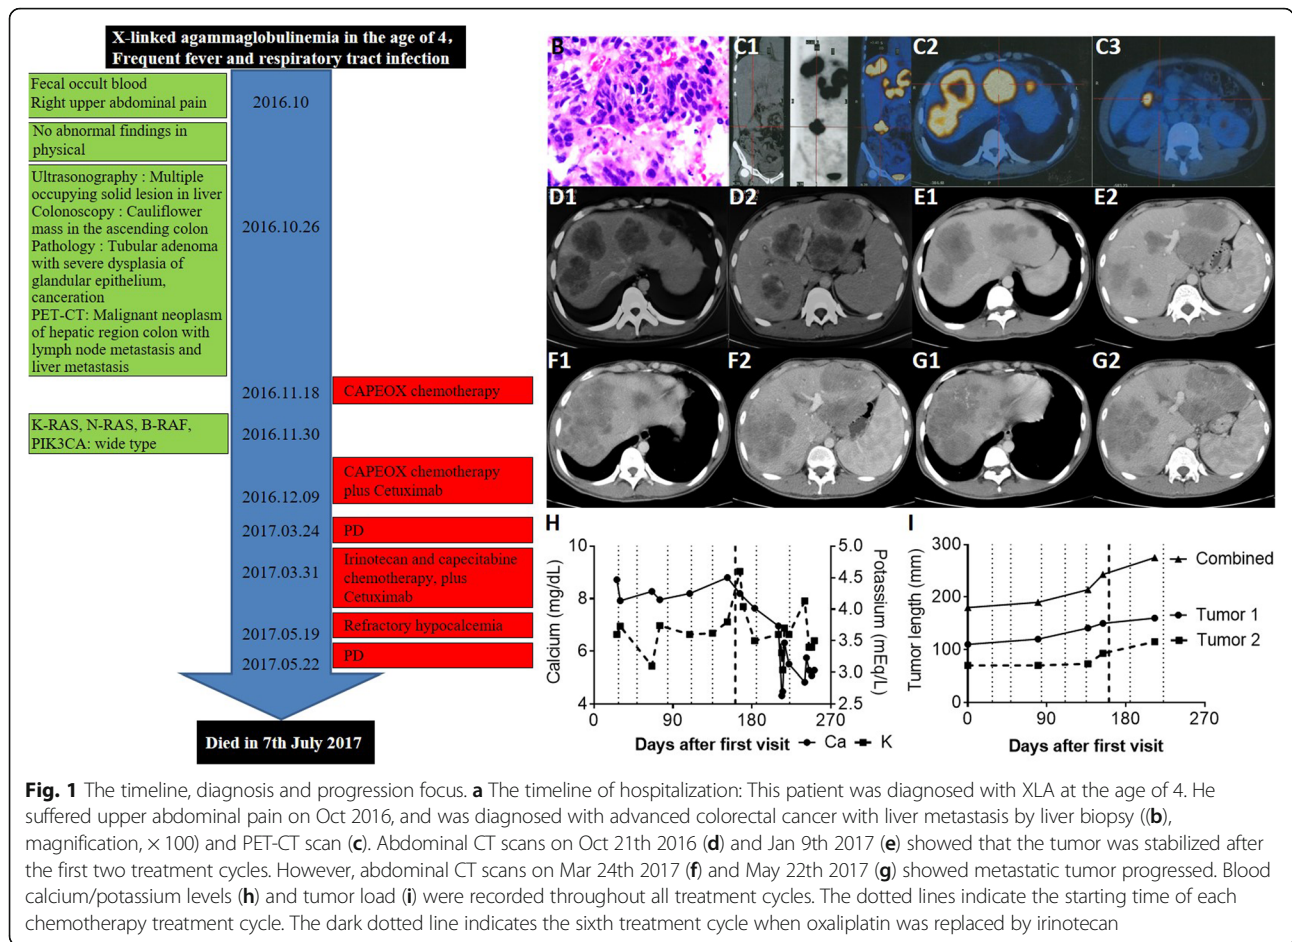 X-linked agammaglobulinemia in the age of 4,
Frequent fever and respiratory tract infection
Fecal occult blood
Right upper abdominal pain
2016.10
No abnormal findings in
physical
Ultrasonography : Multiple
occupying solid lesion in liver
Colonoscopy : Cauliflower
mass in the ascending colon
Pathology : Tubular adenoma
with severe dysplasia of
glandular epithelium,
canceration
PET-CT: Malignant neoplasm
of hepatic region colon with
lymph node metastasis and
liver metastasis
2016.10.26
2016.11.18
CAPEOX chemotherapy
K-RAS, N-RAS, B-RAF,
PIK3CA: wide type
2016.11.30
CAPEOX chemotherapy
plus Cetuximab
2016.12.09
2017.03.24
PD
2017.03.31
Irinotecan and capecitabine
chemotherapy, plus
Cetuximab
2017.05.19
Refractory hypocalcemia
2017.05.22
PD
Died in 7th July 2017
B
C1
C2
C3
D1
D2
E1
E2
F1
F2
G1
G2
H
10
8
6
4
Calcium (mg/dL)
5.0
4.5
4.0
3.5
3.0
2.5
Potassium (mEq/L)
0
90
180
270
Days after first visit
Ca
K
I
300
200
100
0
Tumor length (mm)
Combined
Tumor 1
Tumor 2
0
90
180
270
Days after first visit
Fig. 1 The timeline, diagnosis and progression focus. a The timeline of hospitalization: This patient was diagnosed with XLA at the age of 4. He
suffered upper abdominal pain on Oct 2016, and was diagnosed with advanced colorectal cancer with liver metastasis by liver biopsy ((b),
magnification, × 100) and PET-CT scan (c). Abdominal CT scans on Oct 21th 2016 (d) and Jan 9th 2017 (e) showed that the tumor was stabilized after
the first two treatment cycles. However, abdominal CT scans on Mar 24th 2017 (f) and May 22th 2017 (g) showed metastatic tumor progressed. Blood
calcium/potassium levels (h) and tumor load (i) were recorded throughout all treatment cycles. The dotted lines indicate the starting time of each
chemotherapy treatment cycle. The dark dotted line indicates the sixth treatment cycle when oxaliplatin was replaced by irinotecan